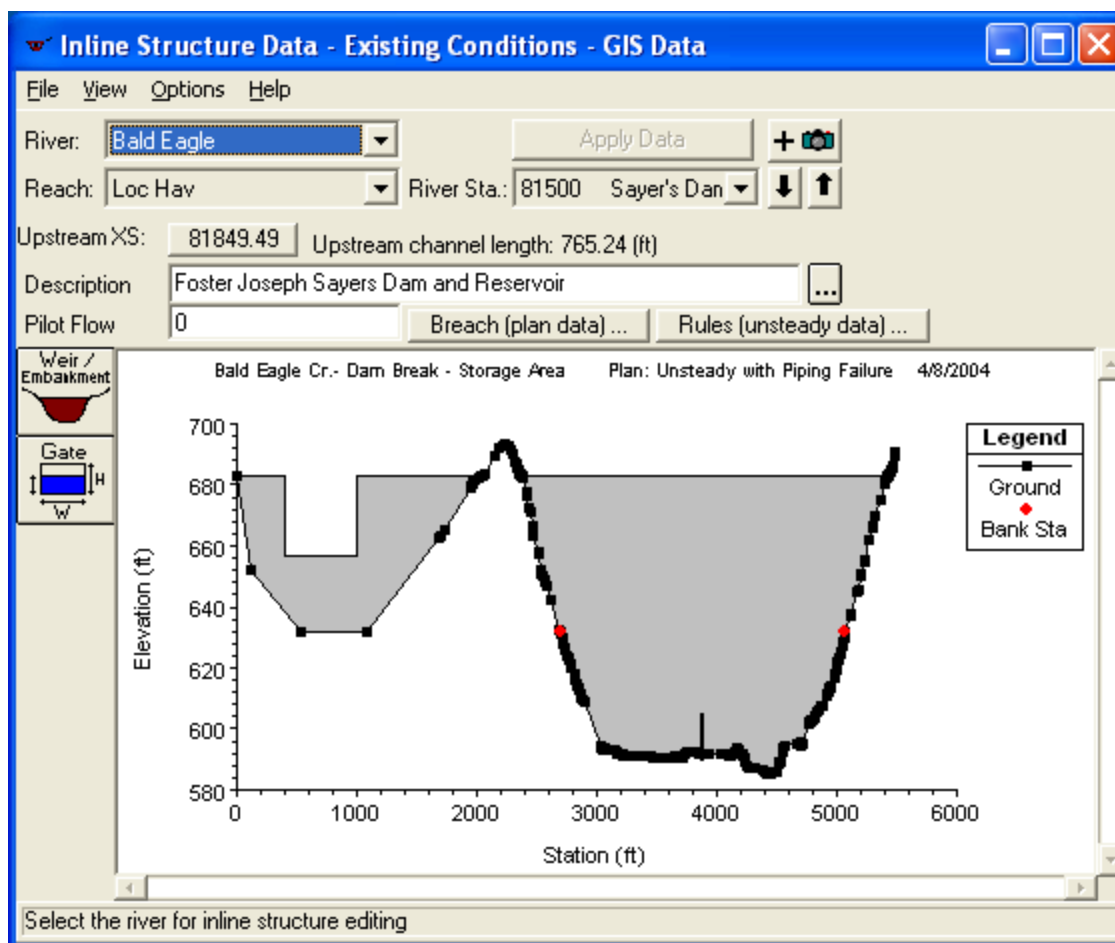 Inline Structure Data - Existing Conditions - GIS Data
File View Options Help
River: Bald Eagle Apply Data +
Reach: Loc Hav River Sta.: 81500 Sayer's Dan
Upstream XS: 81849.49 Upstream channel length: 765.24 (ft)
Description Foster Joseph Sayers Dam and Reservoir ...
Pilot Flow 0 Breach (plan data) ... Rules (unsteady data) ...
Weir /
Embankment
Gate
H
W
Bald Eagle Cr.- Dam Break - Storage Area Plan: Unsteady with Piping Failure 4/8/2004
700
680
660
640
620
600
580
Elevation (ft)
0 1000 2000 3000 4000 5000 6000
Station (ft)
Legend
Ground
Bank Sta
Select the river for inline structure editing